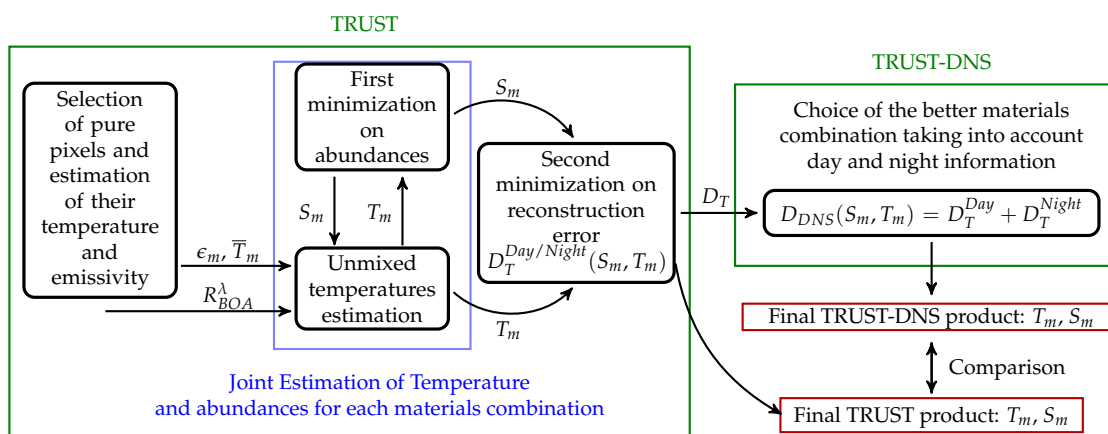 TRUST
Selection
of pure
pixels and
estimation
of their
temperature
and
emissivity
First
minimization
on
abundances
S_m
T_m
ϵ_m, T̅_m
R^λ_BOA
Unmixed
temperatures
estimation
S_m
T_m
Second
minimization on
reconstruction
error
D_T^{Day/Night}(S_m, T_m)
Joint Estimation of Temperature
and abundances for each materials combination
D_T
TRUST-DNS
Choice of the better materials
combination taking into account
day and night information
D_{DNS}(S_m, T_m) = D_T^{Day} + D_T^{Night}
Final TRUST-DNS product: T_m, S_m
Comparison
Final TRUST product: T_m, S_m